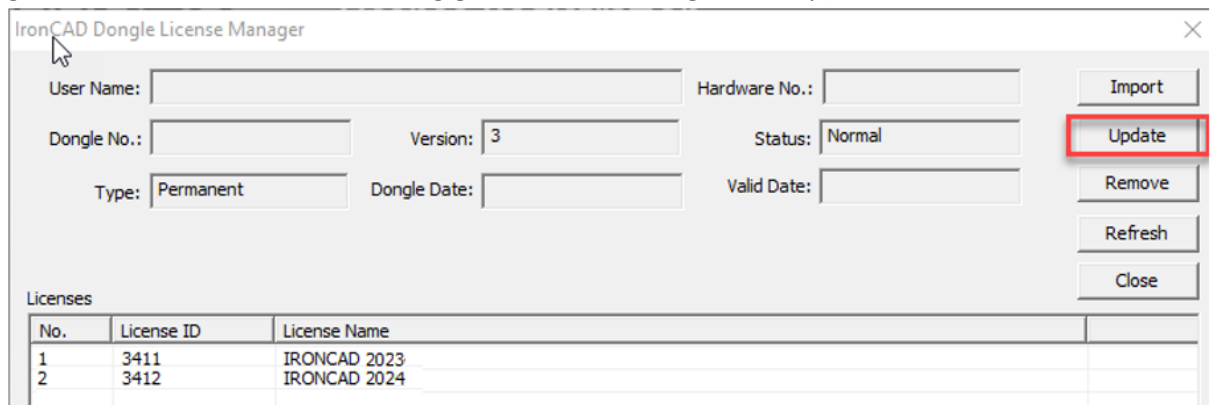 IronCAD Dongle License Manager
User Name: Hardware No.: Import
Dongle No.: Version: 3 Status: Normal Update
Type: Permanent Dongle Date: Valid Date: Remove
Refresh
Close
Licenses
No. License ID License Name
1 3411 IRONCAD 2023
2 3412 IRONCAD 2024